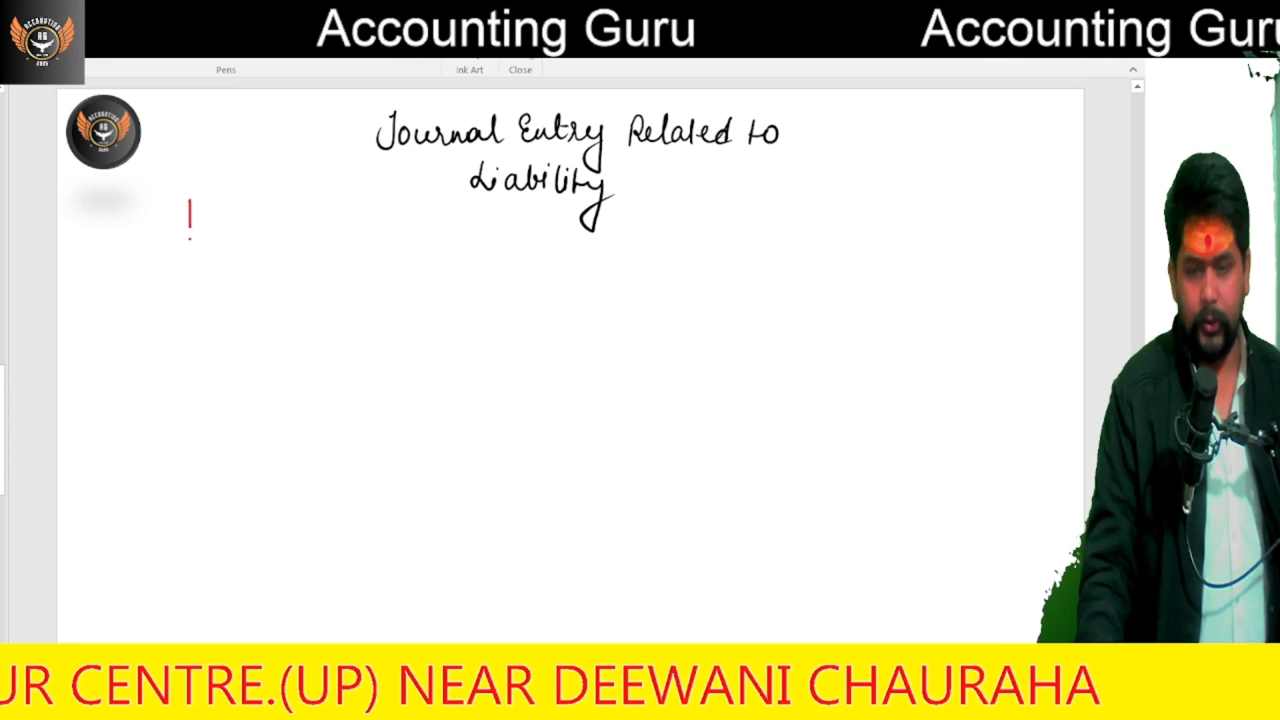 Accounting Guru Accounting Guru
Pens Ink Art Close
Journal Entry Related to
Liability
UR CENTRE.(UP) NEAR DEEWANI CHAURAHA